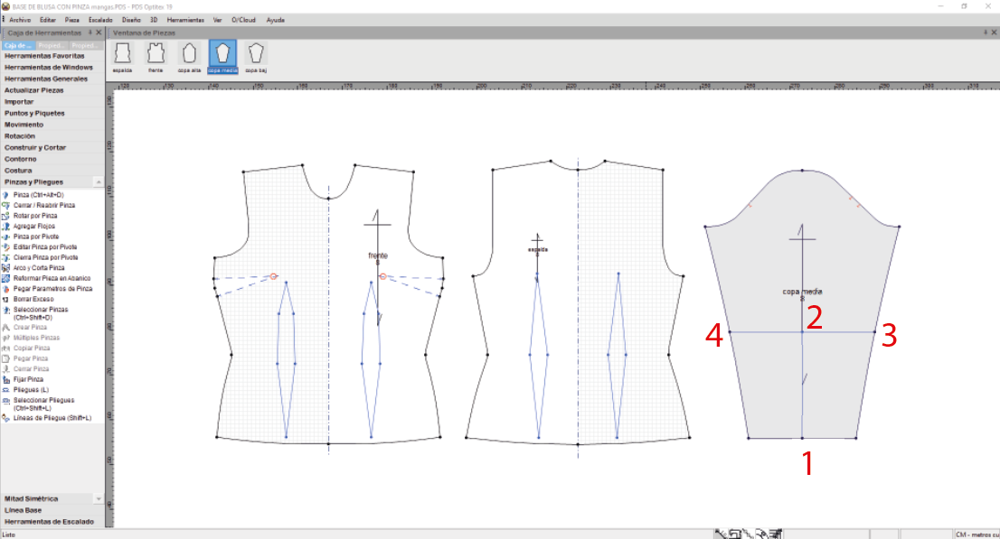 BASE DE BLUSA CON PINZA mangas.PDS - PDS Optitex 19
Archivo Editar Pieza Escalado Diseño 3D Herramientas Ver O/Cloud Ayuda
Caja de Herramientas
Caja de ... Propied... Propied...
Herramientas Favoritas
Herramientas de Windows
Herramientas Generales
Actualizar Piezas
Importar
Puntos y Piquetes
Movimiento
Rotación
Construir y Cortar
Contorno
Costura
Pinzas y Pliegues
Pinza (Ctrl+Alt+D)
Cerrar / Reabrir Pinza
Rotar por Pinza
Agregar Flojos
Pinza por Pivote
Editar Pinza por Pivote
Cierra Pinza por Pivote
Arco y Corta Pinza
Reformar Pieza en Abanico
Pegar Parametros de Pinza
Borrar Exceso
Seleccionar Pinzas
(Ctrl+Shift+D)
Crear Pinza
Múltiples Pinzas
Copiar Pinza
Pegar Pinza
Cerrar Pinza
Fijar Pinza
Pliegues (L)
Seleccionar Pliegues
(Ctrl+Shift+L)
Líneas de Pliegue (Shift+L)
Mitad Simétrica
Línea Base
Herramientas de Escalado
Listo
Ventana de Piezas
espalda frente copa alta copa media copa baj
120 130 140 150 160 170 180 190 200 210 220 230 240 250 260 270 280 290 300 310
frente
espalda
copa media
2
4
3
1
CM - metros cu